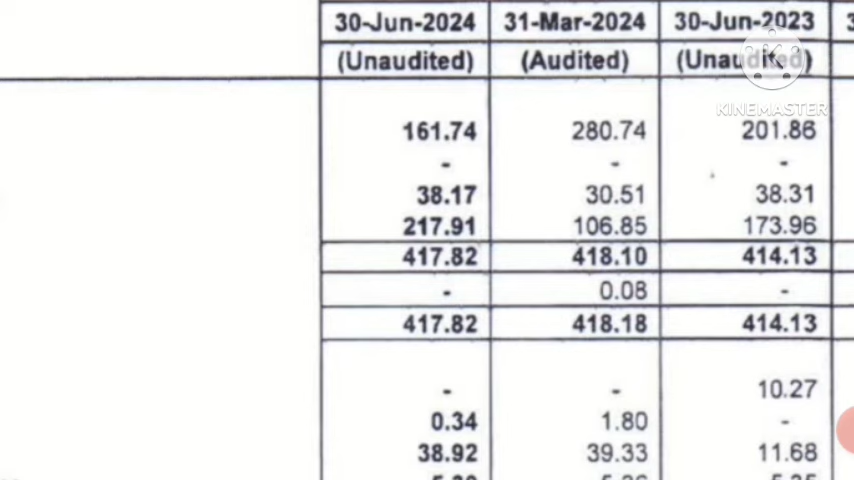 30-Jun-2024 31-Mar-2024 30-Jun-2023
(Unaudited) (Audited) (Unaudited)
KINEMASTER
161.74 280.74 201.86
- - -
38.17 30.51 38.31
217.91 106.85 173.96
417.82 418.10 414.13
- 0.08 -
417.82 418.18 414.13
- - 10.27
0.34 1.80 -
38.92 39.33 11.68